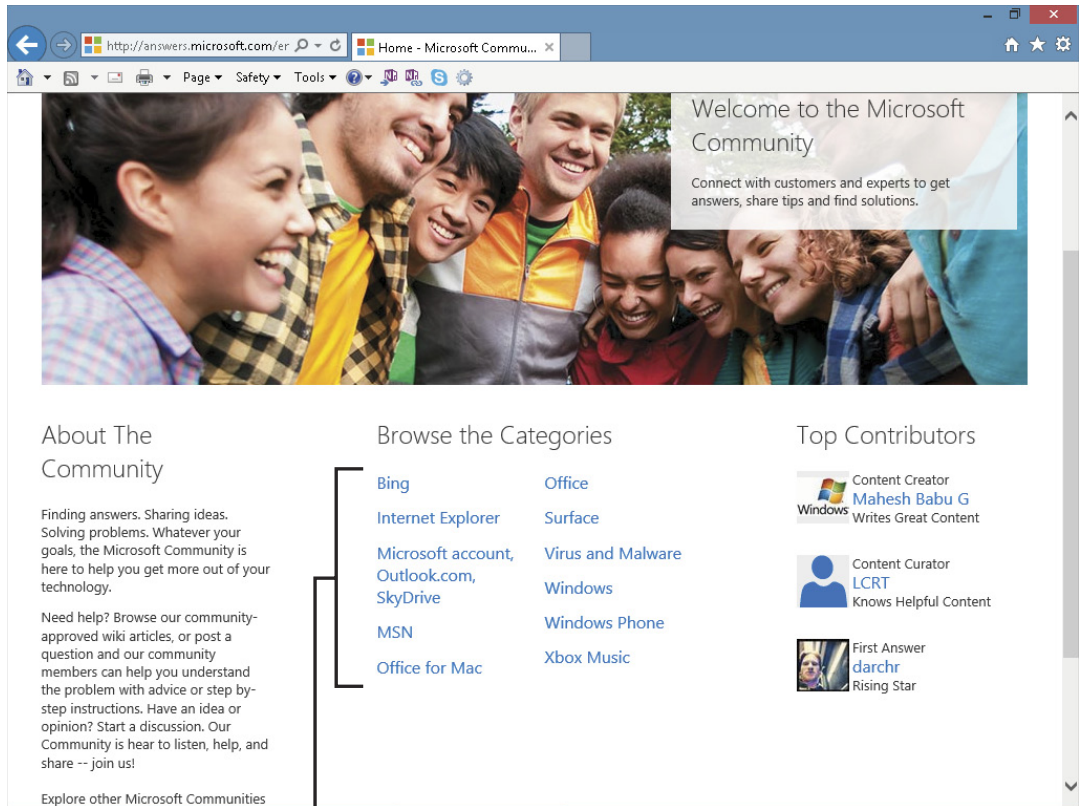 http://answers.microsoft.com/er
Home - Microsoft Commu...
Page
Safety
Tools
Welcome to the Microsoft
Community
Connect with customers and experts to get
answers, share tips and find solutions.
About The
Community
Finding answers. Sharing ideas.
Solving problems. Whatever your
goals, the Microsoft Community is
here to help you get more out of your
technology.
Need help? Browse our community-
approved wiki articles, or post a
question and our community
members can help you understand
the problem with advice or step by-
step instructions. Have an idea or
opinion? Start a discussion. Our
Community is hear to listen, help, and
share -- join us!
Explore other Microsoft Communities
Browse the Categories
Bing
Internet Explorer
Microsoft account,
Outlook.com,
SkyDrive
MSN
Office for Mac
Office
Surface
Virus and Malware
Windows
Windows Phone
Xbox Music
Top Contributors
Windows
Content Creator
Mahesh Babu G
Writes Great Content
Content Curator
LCRT
Knows Helpful Content
First Answer
darchr
Rising Star